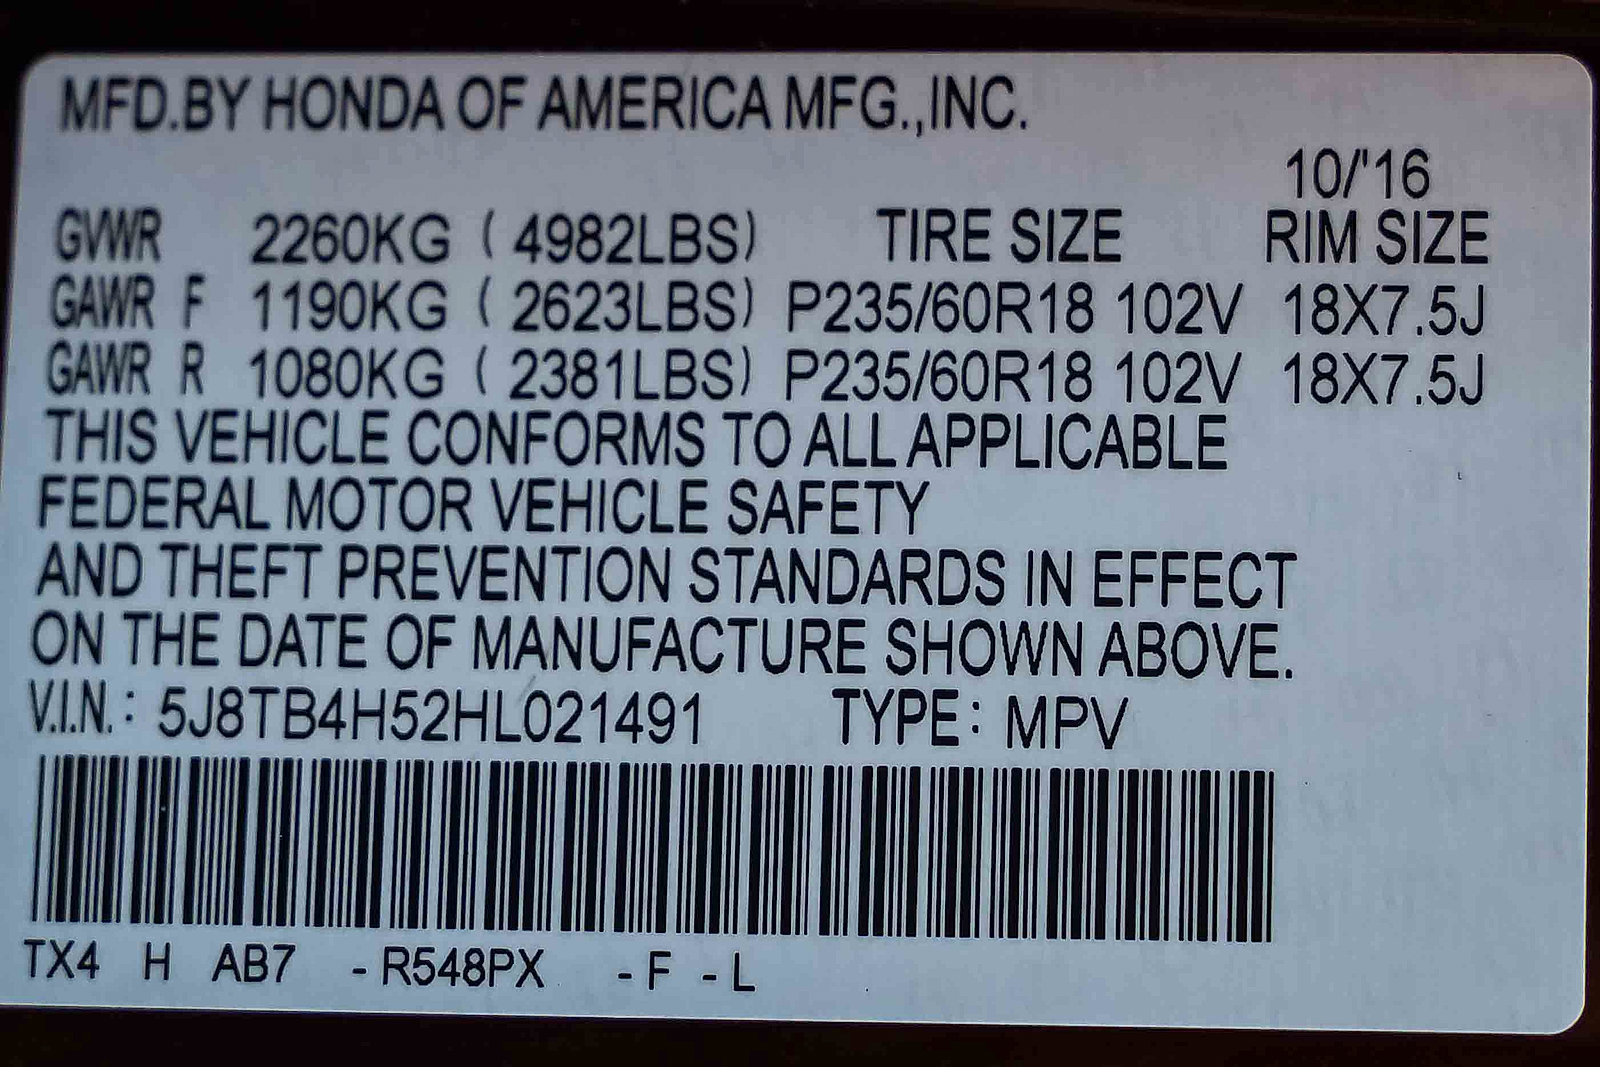 MFD.BY HONDA OF AMERICA MFG.,INC.
10/'16
GVWR 2260KG ( 4982LBS) TIRE SIZE RIM SIZE
GAWR F 1190KG ( 2623LBS) P235/60R18 102V 18X7.5J
GAWR R 1080KG ( 2381LBS) P235/60R18 102V 18X7.5J
THIS VEHICLE CONFORMS TO ALL APPLICABLE
FEDERAL MOTOR VEHICLE SAFETY
AND THEFT PREVENTION STANDARDS IN EFFECT
ON THE DATE OF MANUFACTURE SHOWN ABOVE.
V.I.N.: 5J8TB4H52HL021491 TYPE: MPV
TX4 H AB7 -R548PX -F -L